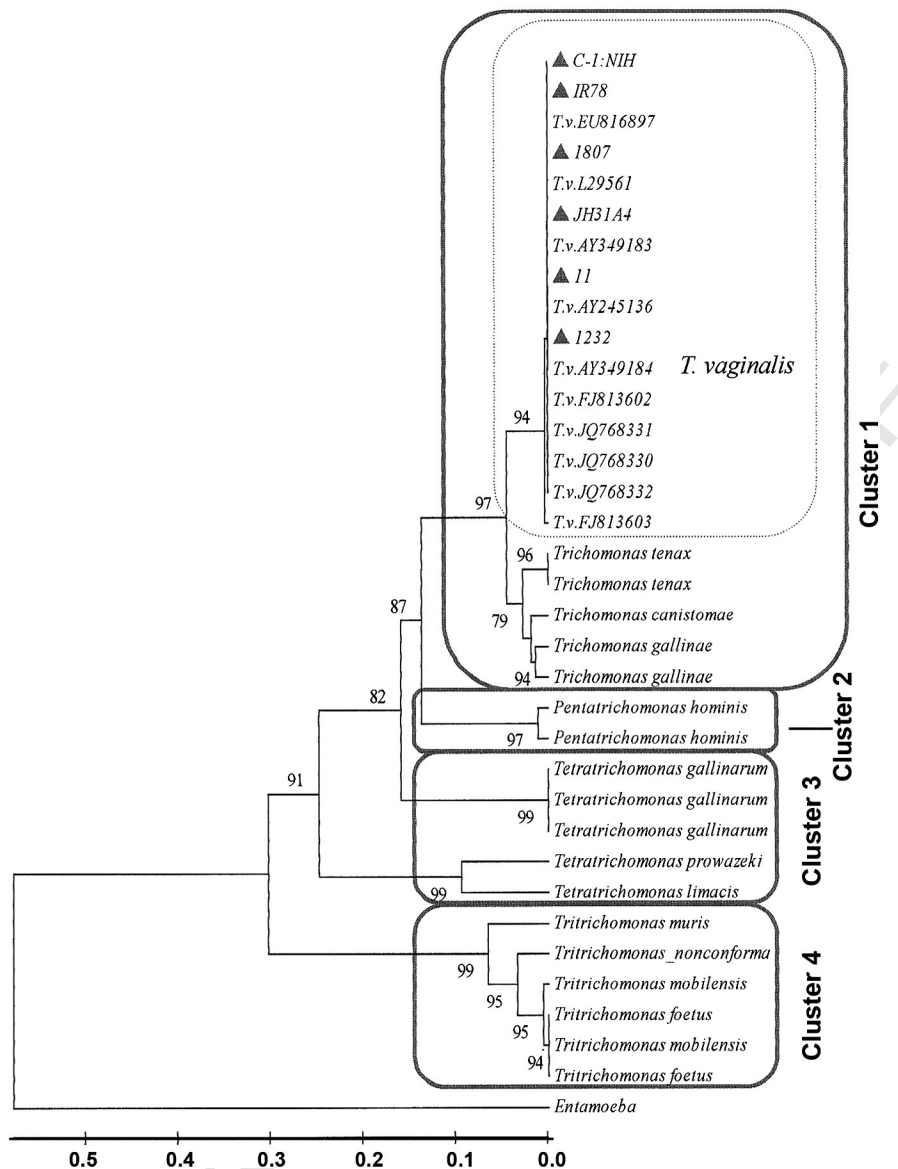 ▲ C-1:NIH
▲ IR78
T.v.EU816897
▲ 1807
T.v.L29561
▲ JH31A4
T.v.AY349183
▲ 11
T.v.AY245136
▲ 1232
T.v.AY349184
T. vaginalis
T.v.FJ813602
T.v.JQ768331
T.v.JQ768330
T.v.JQ768332
T.v.FJ813603
94
97
Cluster 1
Trichomonas tenax
96
Trichomonas tenax
Trichomonas canistomae
79
87
Trichomonas gallinae
Trichomonas gallinae
94
Pentatrichomonas hominis
82
Pentatrichomonas hominis
97
Cluster 2
Tetratrichomonas gallinarum
91
Tetratrichomonas gallinarum
99
Tetratrichomonas gallinarum
Tetratrichomonas prowazeki
Tetratrichomonas limacis
99
Cluster 3
Tritrichomonas muris
Tritrichomonas_nonconforma
99
Tritrichomonas mobilensis
95
Tritrichomonas foetus
95
Tritrichomonas mobilensis
94
Tritrichomonas foetus
Cluster 4
Entamoeba
0.5 0.4 0.3 0.2 0.1 0.0